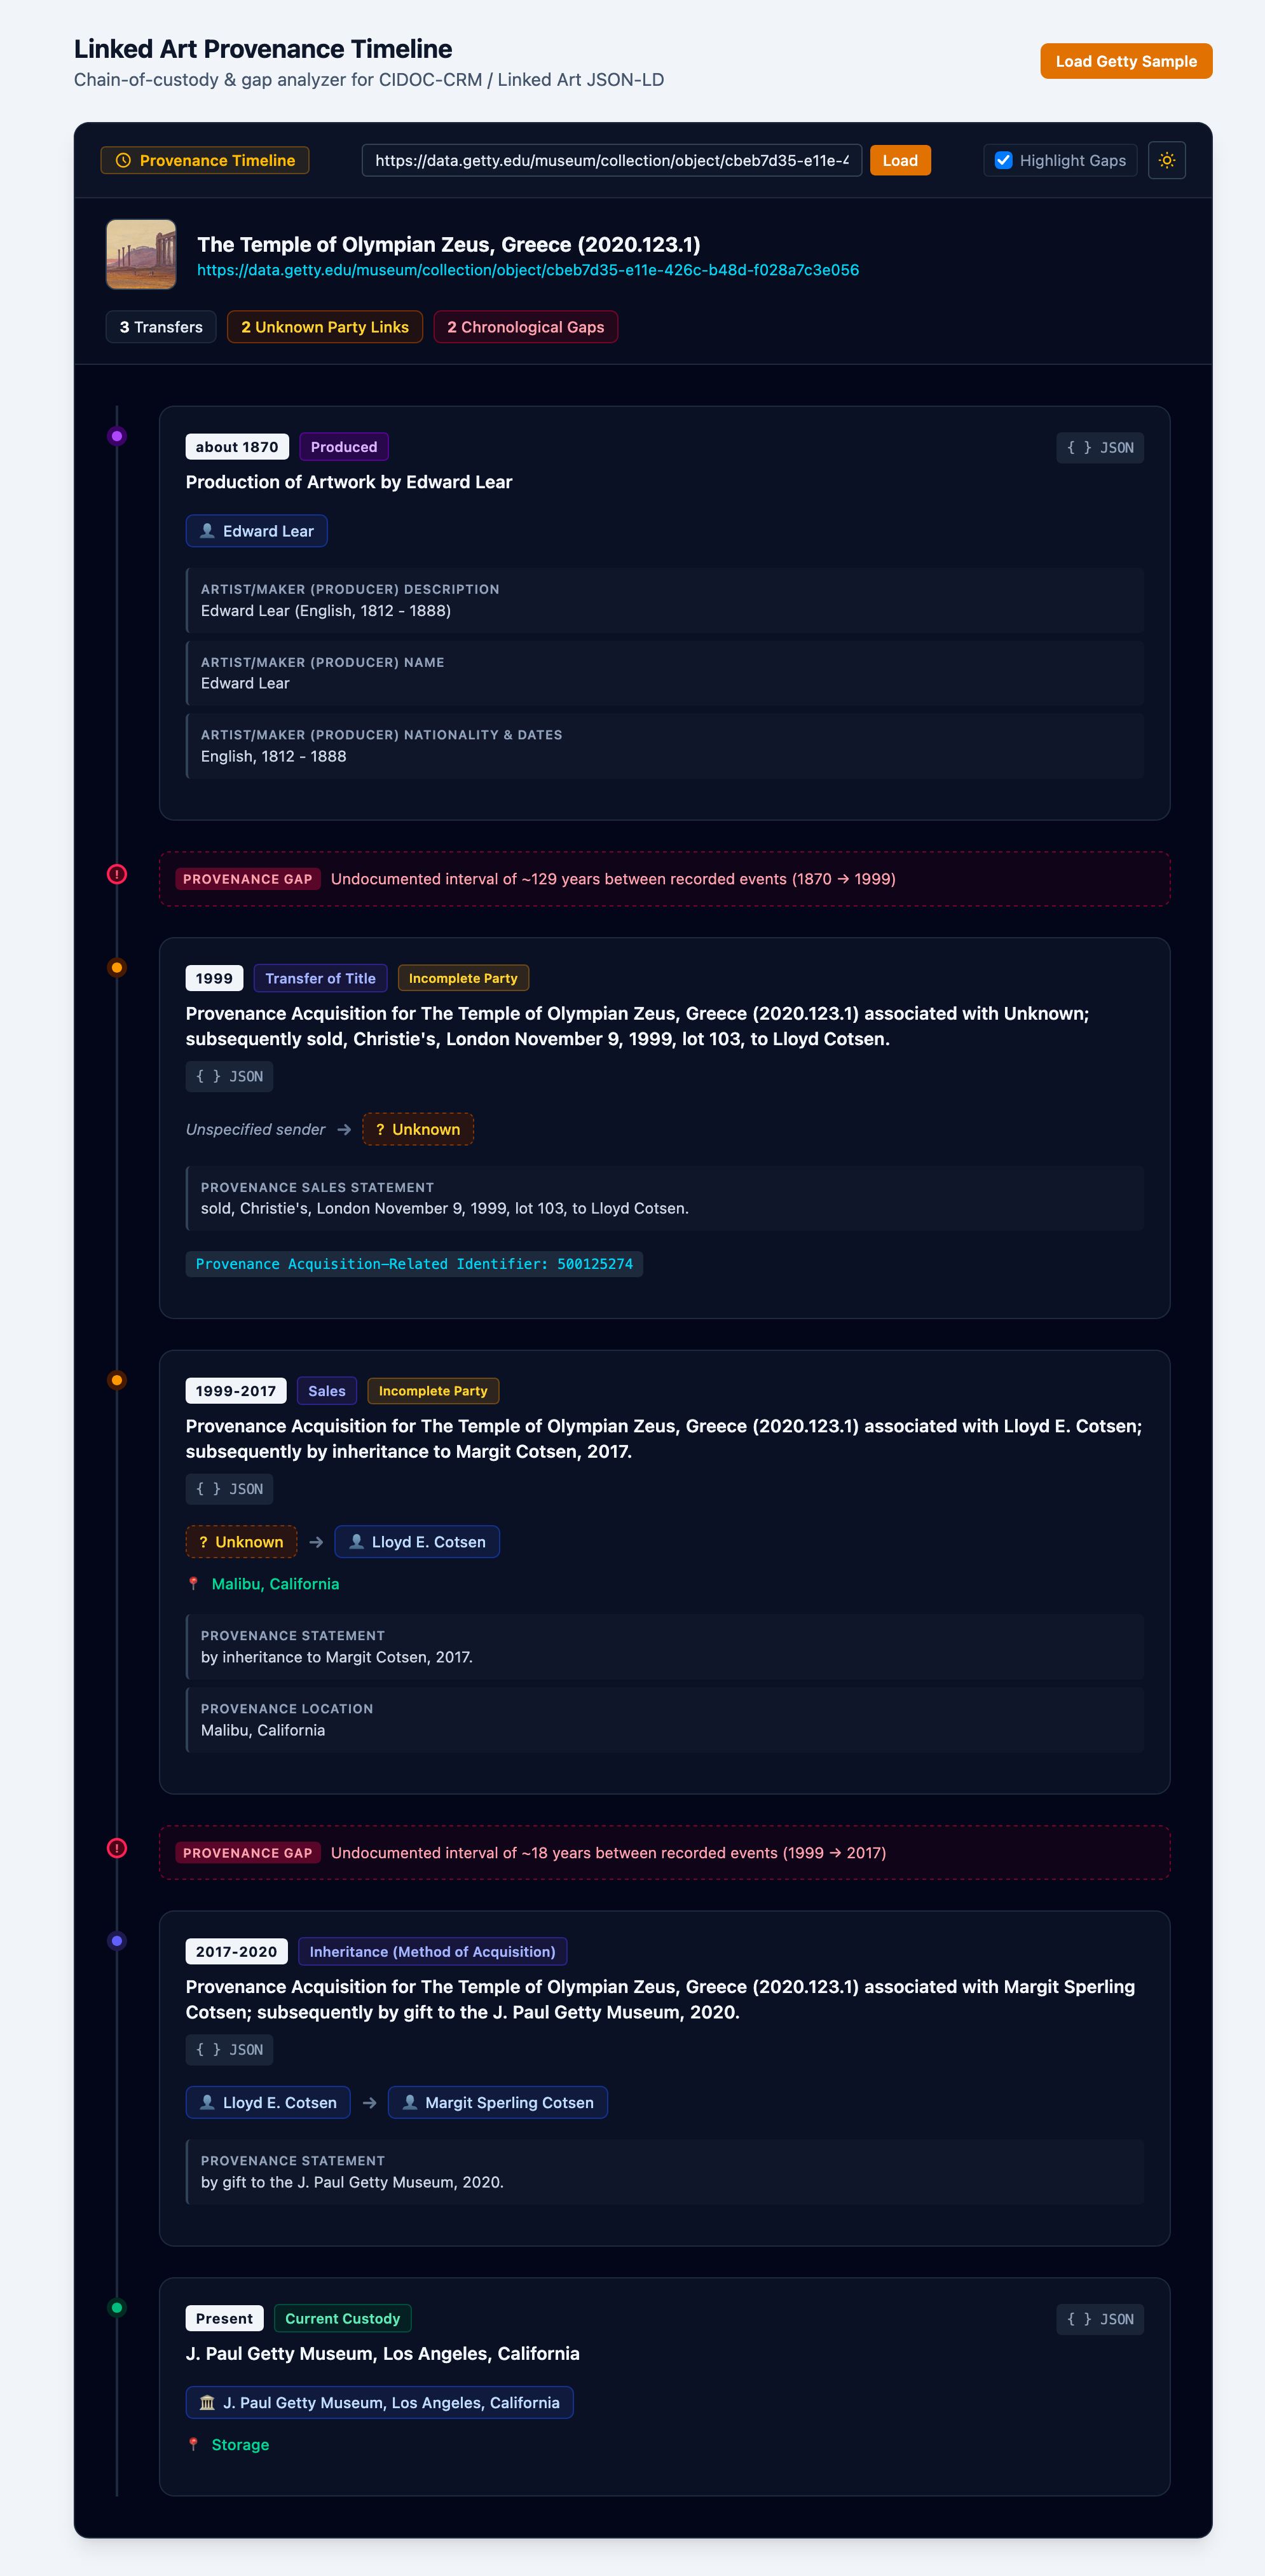 Linked Art Provenance Timeline
Chain-of-custody & gap analyzer for CIDOC-CRM / Linked Art JSON-LD
Load Getty Sample
Provenance Timeline
https://data.getty.edu/museum/collection/object/cbeb7d35-e11e-4
Load
Highlight Gaps
The Temple of Olympian Zeus, Greece (2020.123.1)
https://data.getty.edu/museum/collection/object/cbeb7d35-e11e-426c-b48d-f028a7c3e056
3 Transfers
2 Unknown Party Links
2 Chronological Gaps
about 1870
Produced
{ } JSON
Production of Artwork by Edward Lear
Edward Lear
ARTIST/MAKER (PRODUCER) DESCRIPTION
Edward Lear (English, 1812 - 1888)
ARTIST/MAKER (PRODUCER) NAME
Edward Lear
ARTIST/MAKER (PRODUCER) NATIONALITY & DATES
English, 1812 - 1888
! PROVENANCE GAP Undocumented interval of ~129 years between recorded events (1870 → 1999)
1999
Transfer of Title
Incomplete Party
Provenance Acquisition for The Temple of Olympian Zeus, Greece (2020.123.1) associated with Unknown;
subsequently sold, Christie's, London November 9, 1999, lot 103, to Lloyd Cotsen.
{ } JSON
Unspecified sender → ? Unknown
PROVENANCE SALES STATEMENT
sold, Christie's, London November 9, 1999, lot 103, to Lloyd Cotsen.
Provenance Acquisition—Related Identifier: 500125274
1999-2017
Sales
Incomplete Party
Provenance Acquisition for The Temple of Olympian Zeus, Greece (2020.123.1) associated with Lloyd E. Cotsen;
subsequently by inheritance to Margit Cotsen, 2017.
{ } JSON
? Unknown → Lloyd E. Cotsen
Malibu, California
PROVENANCE STATEMENT
by inheritance to Margit Cotsen, 2017.
PROVENANCE LOCATION
Malibu, California
! PROVENANCE GAP Undocumented interval of ~18 years between recorded events (1999 → 2017)
2017-2020
Inheritance (Method of Acquisition)
Provenance Acquisition for The Temple of Olympian Zeus, Greece (2020.123.1) associated with Margit Sperling
Cotsen; subsequently by gift to the J. Paul Getty Museum, 2020.
{ } JSON
Lloyd E. Cotsen → Margit Sperling Cotsen
PROVENANCE STATEMENT
by gift to the J. Paul Getty Museum, 2020.
Present
Current Custody
{ } JSON
J. Paul Getty Museum, Los Angeles, California
J. Paul Getty Museum, Los Angeles, California
Storage